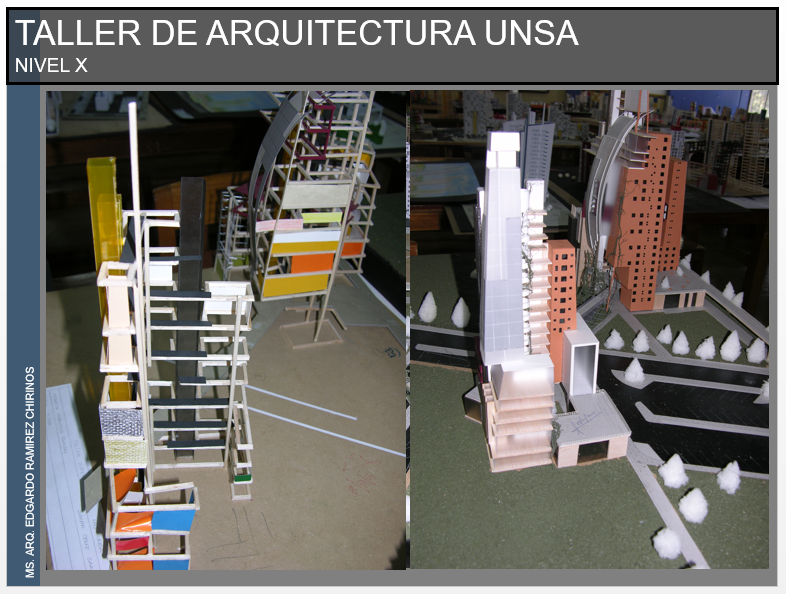 TALLER DE ARQUITECTURA UNSA
NIVEL X
MS. ARQ. EDGARDO RAMIREZ CHIRINOS